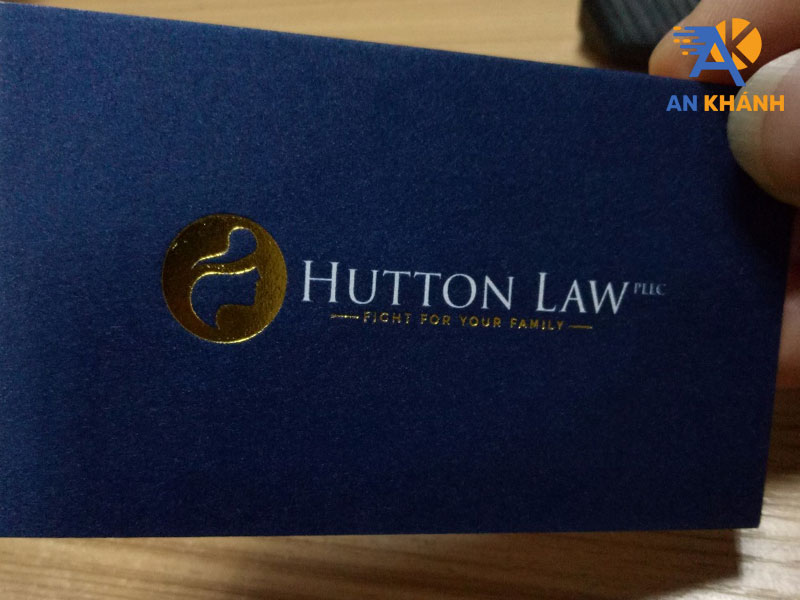 AN KHÁNH
HUTTON LAW PLLC
FIGHT FOR YOUR FAMILY